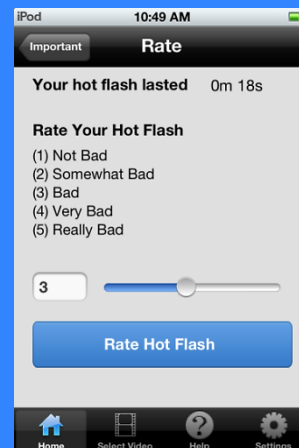 iPod 10:49 AM
Important Rate
Your hot flash lasted 0m 18s
Rate Your Hot Flash
(1) Not Bad
(2) Somewhat Bad
(3) Bad
(4) Very Bad
(5) Really Bad
3
Rate Hot Flash
Home Select Video Help Settings